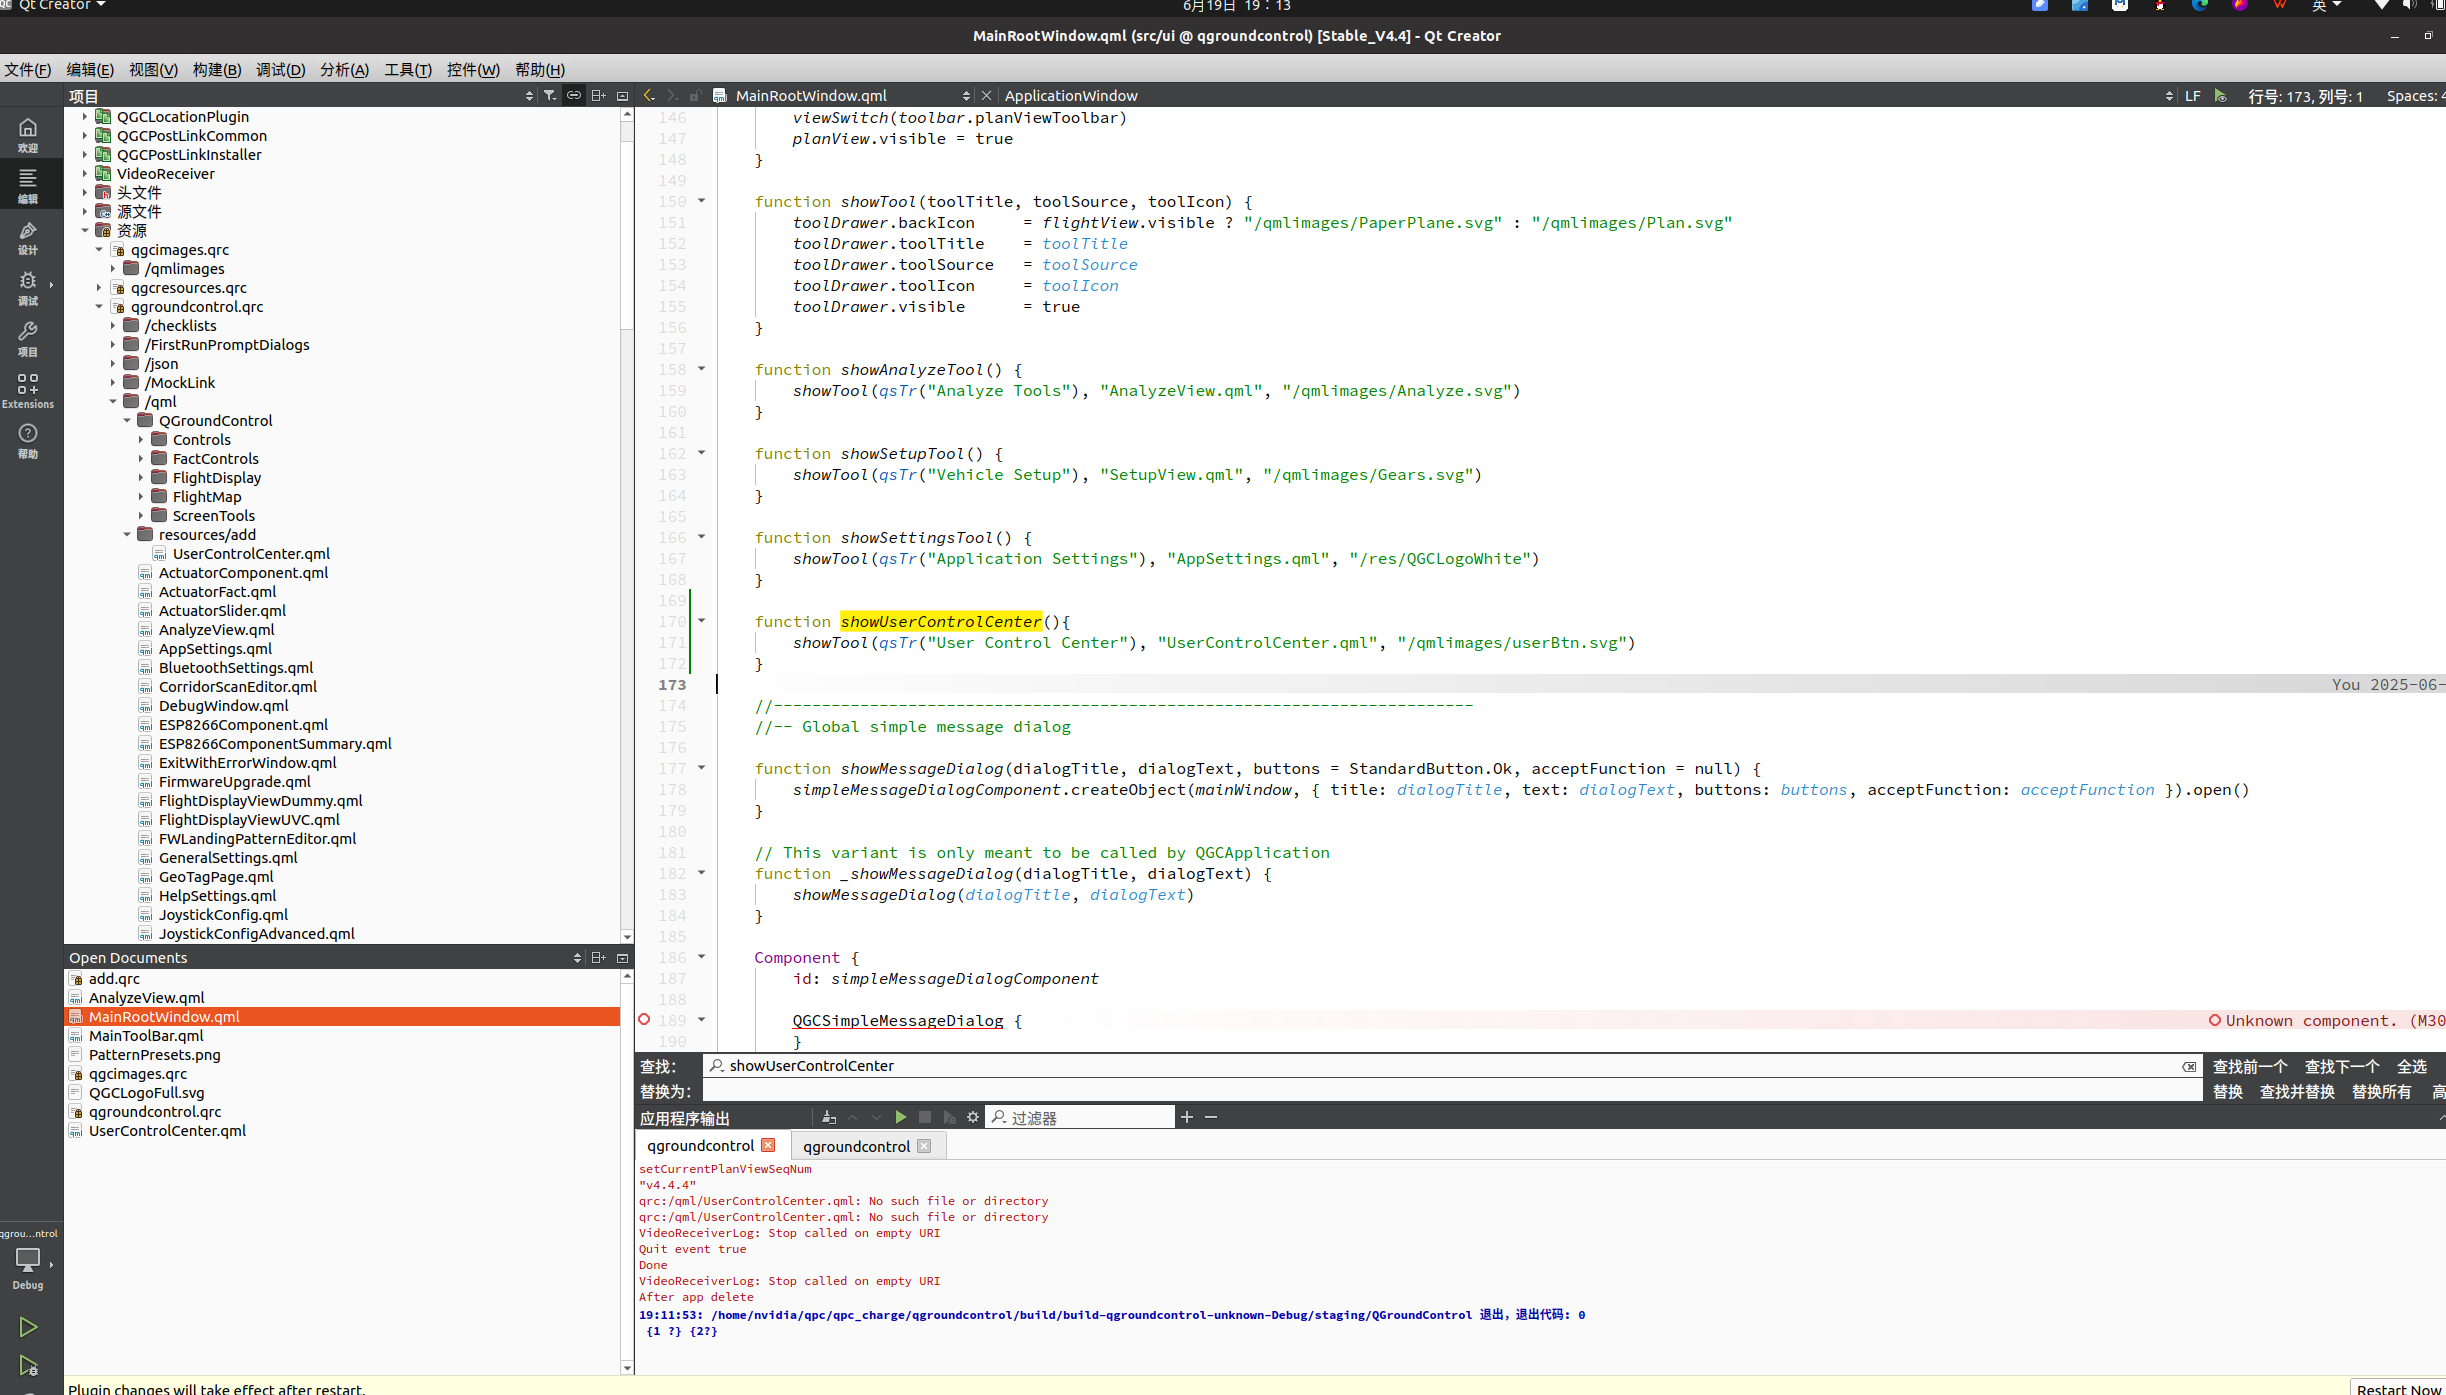 Qt Creator
6月19日 19：13
英
MainRootWindow.qml (src/ui @ qgroundcontrol) [Stable_V4.4] - Qt Creator
文件(F) 编辑(E) 视图(V) 构建(B) 调试(D) 分析(A) 工具(T) 控件(W) 帮助(H)
项目
MainRootWindow.qml
ApplicationWindow
LF
行号: 173, 列号: 1
Spaces: 4
欢迎
编辑
设计
调试
项目
Extensions
帮助
QGCLocationPlugin
QGCPostLinkCommon
QGCPostLinkInstaller
VideoReceiver
头文件
源文件
资源
qgcimages.qrc
/qmlimages
qgcresources.qrc
qgroundcontrol.qrc
/checklists
/FirstRunPromptDialogs
/json
/MockLink
/qml
QGroundControl
Controls
FactControls
FlightDisplay
FlightMap
ScreenTools
resources/add
UserControlCenter.qml
ActuatorComponent.qml
ActuatorFact.qml
ActuatorSlider.qml
AnalyzeView.qml
AppSettings.qml
BluetoothSettings.qml
CorridorScanEditor.qml
DebugWindow.qml
ESP8266Component.qml
ESP8266ComponentSummary.qml
ExitWithErrorWindow.qml
FirmwareUpgrade.qml
FlightDisplayViewDummy.qml
FlightDisplayViewUVC.qml
FWLandingPatternEditor.qml
GeneralSettings.qml
GeoTagPage.qml
HelpSettings.qml
JoystickConfig.qml
JoystickConfigAdvanced.qml
Open Documents
add.qrc
AnalyzeView.qml
MainRootWindow.qml
MainToolBar.qml
PatternPresets.png
qgcimages.qrc
QGCLogoFull.svg
qgroundcontrol.qrc
UserControlCenter.qml
146 viewSwitch(toolbar.planViewToolbar)
147 planView.visible = true
148 }
149
150 function showTool(toolTitle, toolSource, toolIcon) {
151 toolDrawer.backIcon = flightView.visible ? "/qmlimages/PaperPlane.svg" : "/qmlimages/Plan.svg"
152 toolDrawer.toolTitle = toolTitle
153 toolDrawer.toolSource = toolSource
154 toolDrawer.toolIcon = toolIcon
155 toolDrawer.visible = true
156 }
157
158 function showAnalyzeTool() {
159 showTool(qsTr("Analyze Tools"), "AnalyzeView.qml", "/qmlimages/Analyze.svg")
160 }
161
162 function showSetupTool() {
163 showTool(qsTr("Vehicle Setup"), "SetupView.qml", "/qmlimages/Gears.svg")
164 }
165
166 function showSettingsTool() {
167 showTool(qsTr("Application Settings"), "AppSettings.qml", "/res/QGCLogoWhite")
168 }
169
170 function showUserControlCenter(){
171 showTool(qsTr("User Control Center"), "UserControlCenter.qml", "/qmlimages/userBtn.svg")
172 }
173 You 2025-06-
174 //-------------------------------------------------------------------------
175 //-- Global simple message dialog
176
177 function showMessageDialog(dialogTitle, dialogText, buttons = StandardButton.Ok, acceptFunction = null) {
178 simpleMessageDialogComponent.createObject(mainWindow, { title: dialogTitle, text: dialogText, buttons: buttons, acceptFunction: acceptFunction }).open()
179 }
180
181 // This variant is only meant to be called by QGCApplication
182 function _showMessageDialog(dialogTitle, dialogText) {
183 showMessageDialog(dialogTitle, dialogText)
184 }
185
186 Component {
187 id: simpleMessageDialogComponent
188
189 QGCSimpleMessageDialog { Unknown component. (M30
190 }
查找: showUserControlCenter 查找前一个 查找下一个 全选
替换为: 替换 查找并替换 替换所有 高
应用程序输出 过滤器
qgroundcontrol qgroundcontrol
setCurrentPlanViewSeqNum
"v4.4.4"
qrc:/qml/UserControlCenter.qml: No such file or directory
qrc:/qml/UserControlCenter.qml: No such file or directory
VideoReceiverLog: Stop called on empty URI
Quit event true
Done
VideoReceiverLog: Stop called on empty URI
After app delete
19:11:53: /home/nvidia/qpc/qpc_charge/qgroundcontrol/build/build-qgroundcontrol-unknown-Debug/staging/QGroundControl 退出，退出代码: 0
{1 ?} {2?}
qgrou...ntrol
Debug
Plugin changes will take effect after restart.
Restart Now